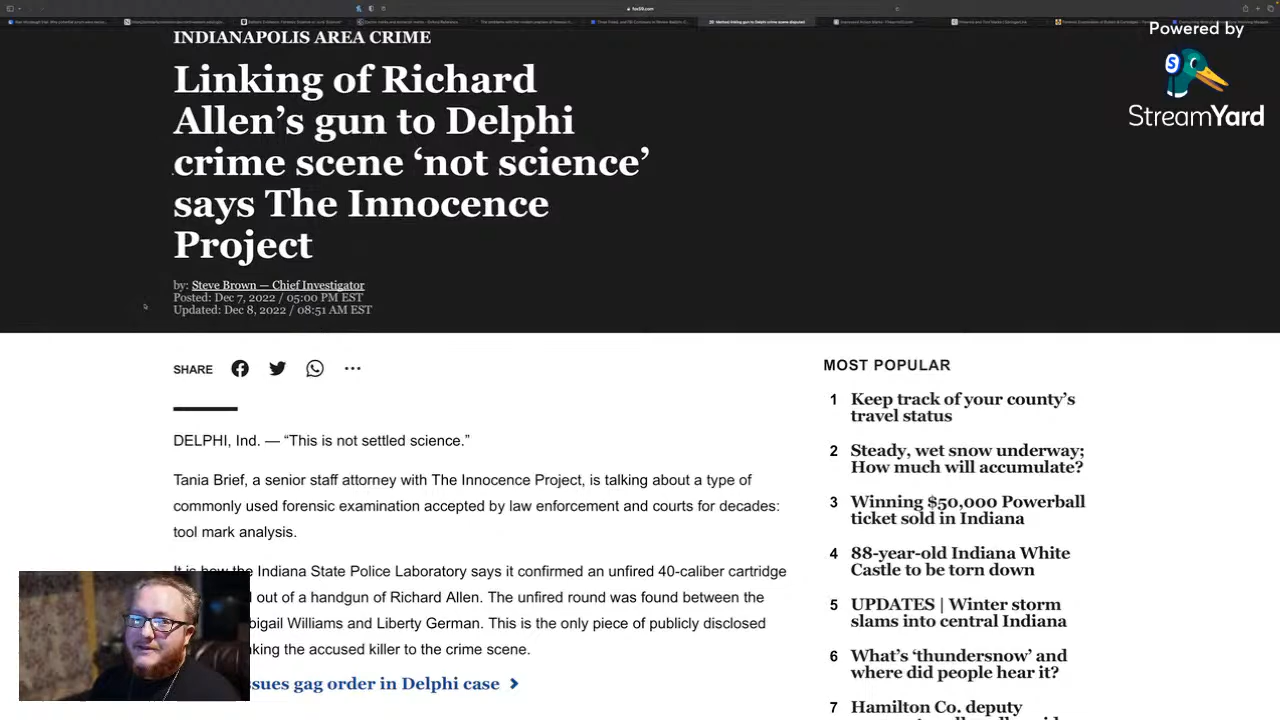 fox59.com
Powered by
StreamYard
INDIANAPOLIS AREA CRIME
Linking of Richard
Allen’s gun to Delphi
crime scene ‘not science’
says The Innocence
Project
by: Steve Brown — Chief Investigator
Posted: Dec 7, 2022 / 05:00 PM EST
Updated: Dec 8, 2022 / 08:51 AM EST
SHARE
DELPHI, Ind. — “This is not settled science.”
Tania Brief, a senior staff attorney with The Innocence Project, is talking about a type of
commonly used forensic examination accepted by law enforcement and courts for decades:
tool mark analysis.
It is how the Indiana State Police Laboratory says it confirmed an unfired 40-caliber cartridge
out of a handgun of Richard Allen. The unfired round was found between the
Williams and Liberty German. This is the only piece of publicly disclosed
the accused killer to the crime scene.
gag order in Delphi case
MOST POPULAR
1 Keep track of your county’s
travel status
2 Steady, wet snow underway;
How much will accumulate?
3 Winning $50,000 Powerball
ticket sold in Indiana
4 88-year-old Indiana White
Castle to be torn down
5 UPDATES | Winter storm
slams into central Indiana
6 What’s ‘thundersnow’ and
where did people hear it?
7 Hamilton Co. deputy